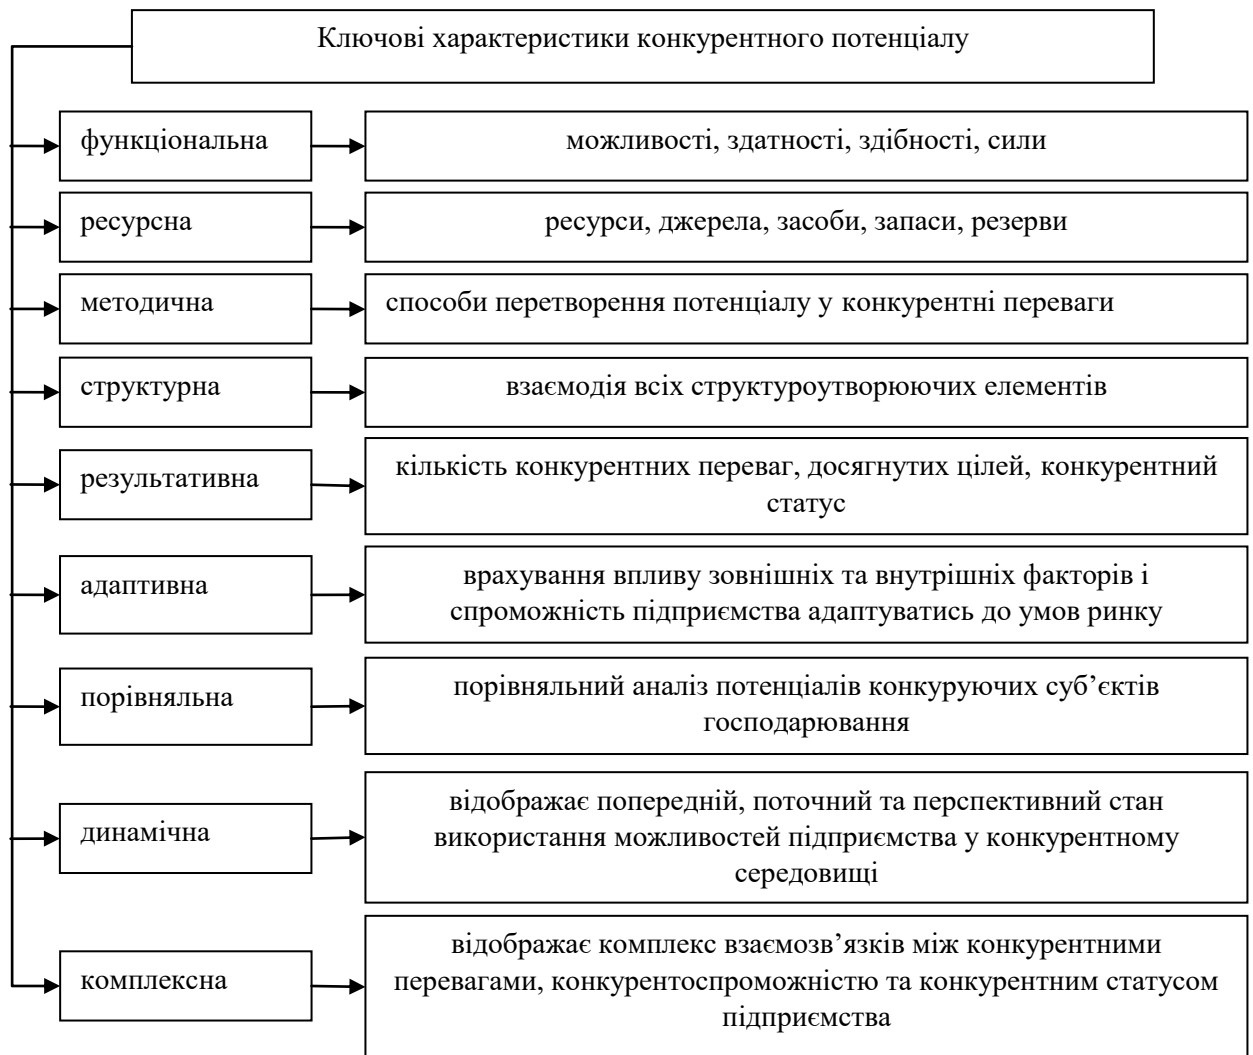 Ключові характеристики конкурентного потенціалу
функціональна
можливості, здатності, здібності, сили
ресурсна
ресурси, джерела, засоби, запаси, резерви
методична
способи перетворення потенціалу у конкурентні переваги
структурна
взаємодія всіх структуроутворюючих елементів
результативна
кількість конкурентних переваг, досягнутих цілей, конкурентний
статус
адаптивна
врахування впливу зовнішніх та внутрішніх факторів і
спроможність підприємства адаптуватись до умов ринку
порівняльна
порівняльний аналіз потенціалів конкуруючих суб’єктів
господарювання
динамічна
відображає попередній, поточний та перспективний стан
використання можливостей підприємства у конкурентному
середовищі
комплексна
відображає комплекс взаємозв’язків між конкурентними
перевагами, конкурентоспроможністю та конкурентним статусом
підприємства